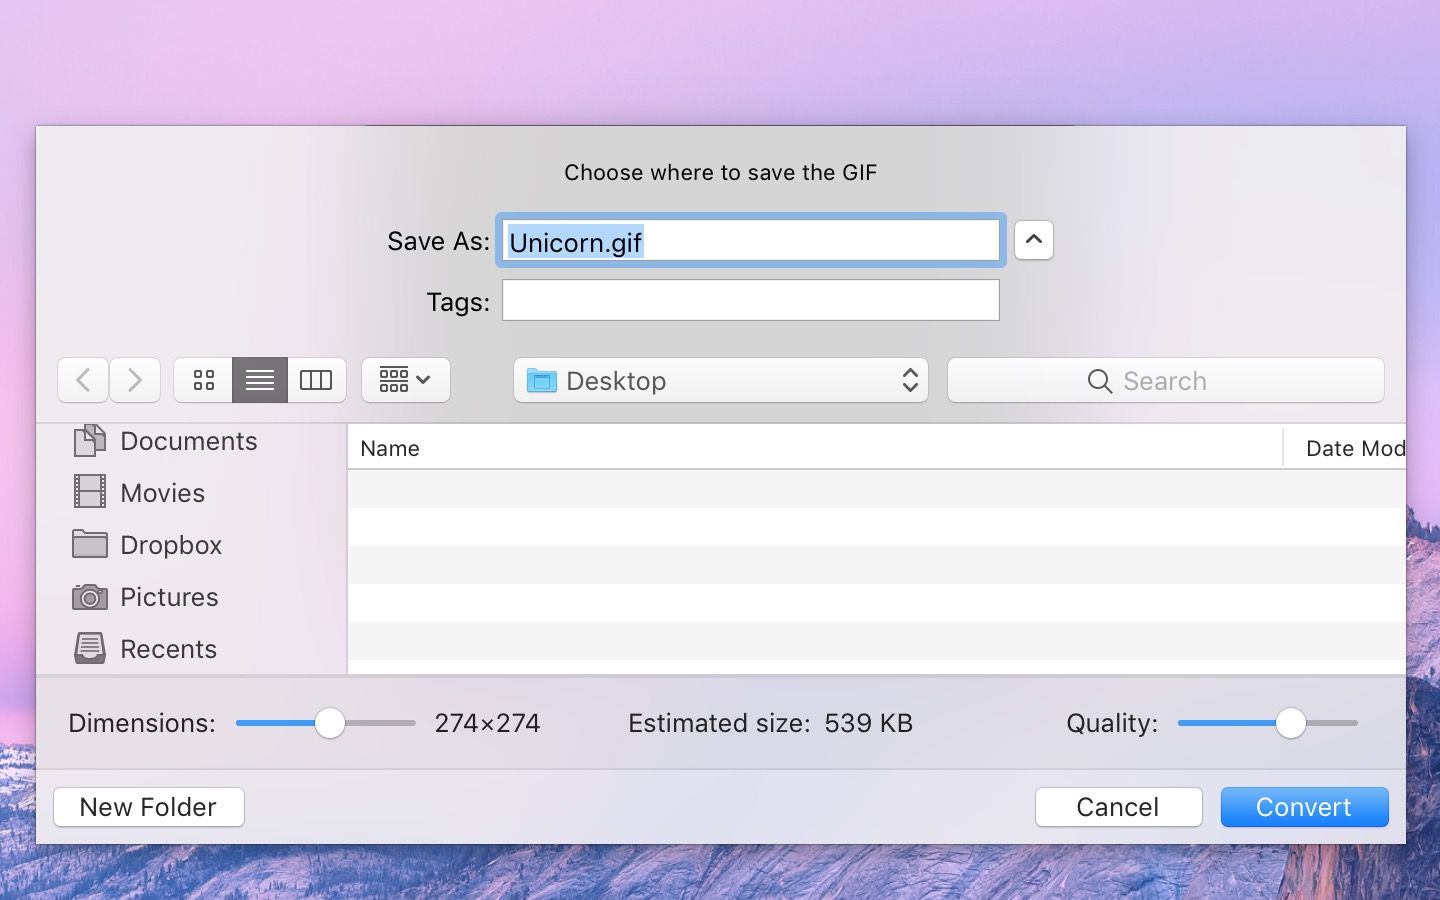 Choose where to save the GIF
Save As: Unicorn.gif
Tags:
Desktop
Search
Documents
Movies
Dropbox
Pictures
Recents
Name Date Mod
Dimensions: 274×274 Estimated size: 539 KB Quality:
New Folder Cancel Convert